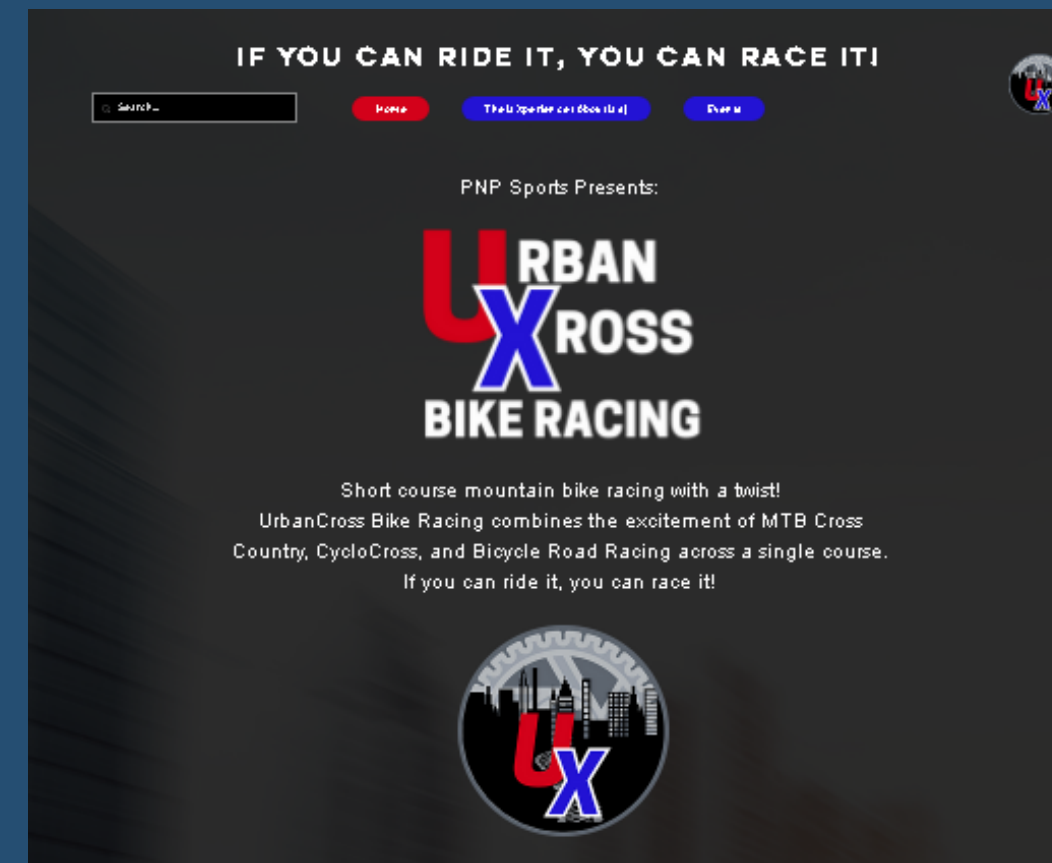 IF YOU CAN RIDE IT, YOU CAN RACE IT!
Search...
Home
Events
UX
PNP Sports Presents:
URBAN
XROSS
BIKE RACING
Short course mountain bike racing with a twist!
UrbanCross Bike Racing combines the excitement of MTB Cross
Country, CycloCross, and Bicycle Road Racing across a single course.
If you can ride it, you can race it!
UX